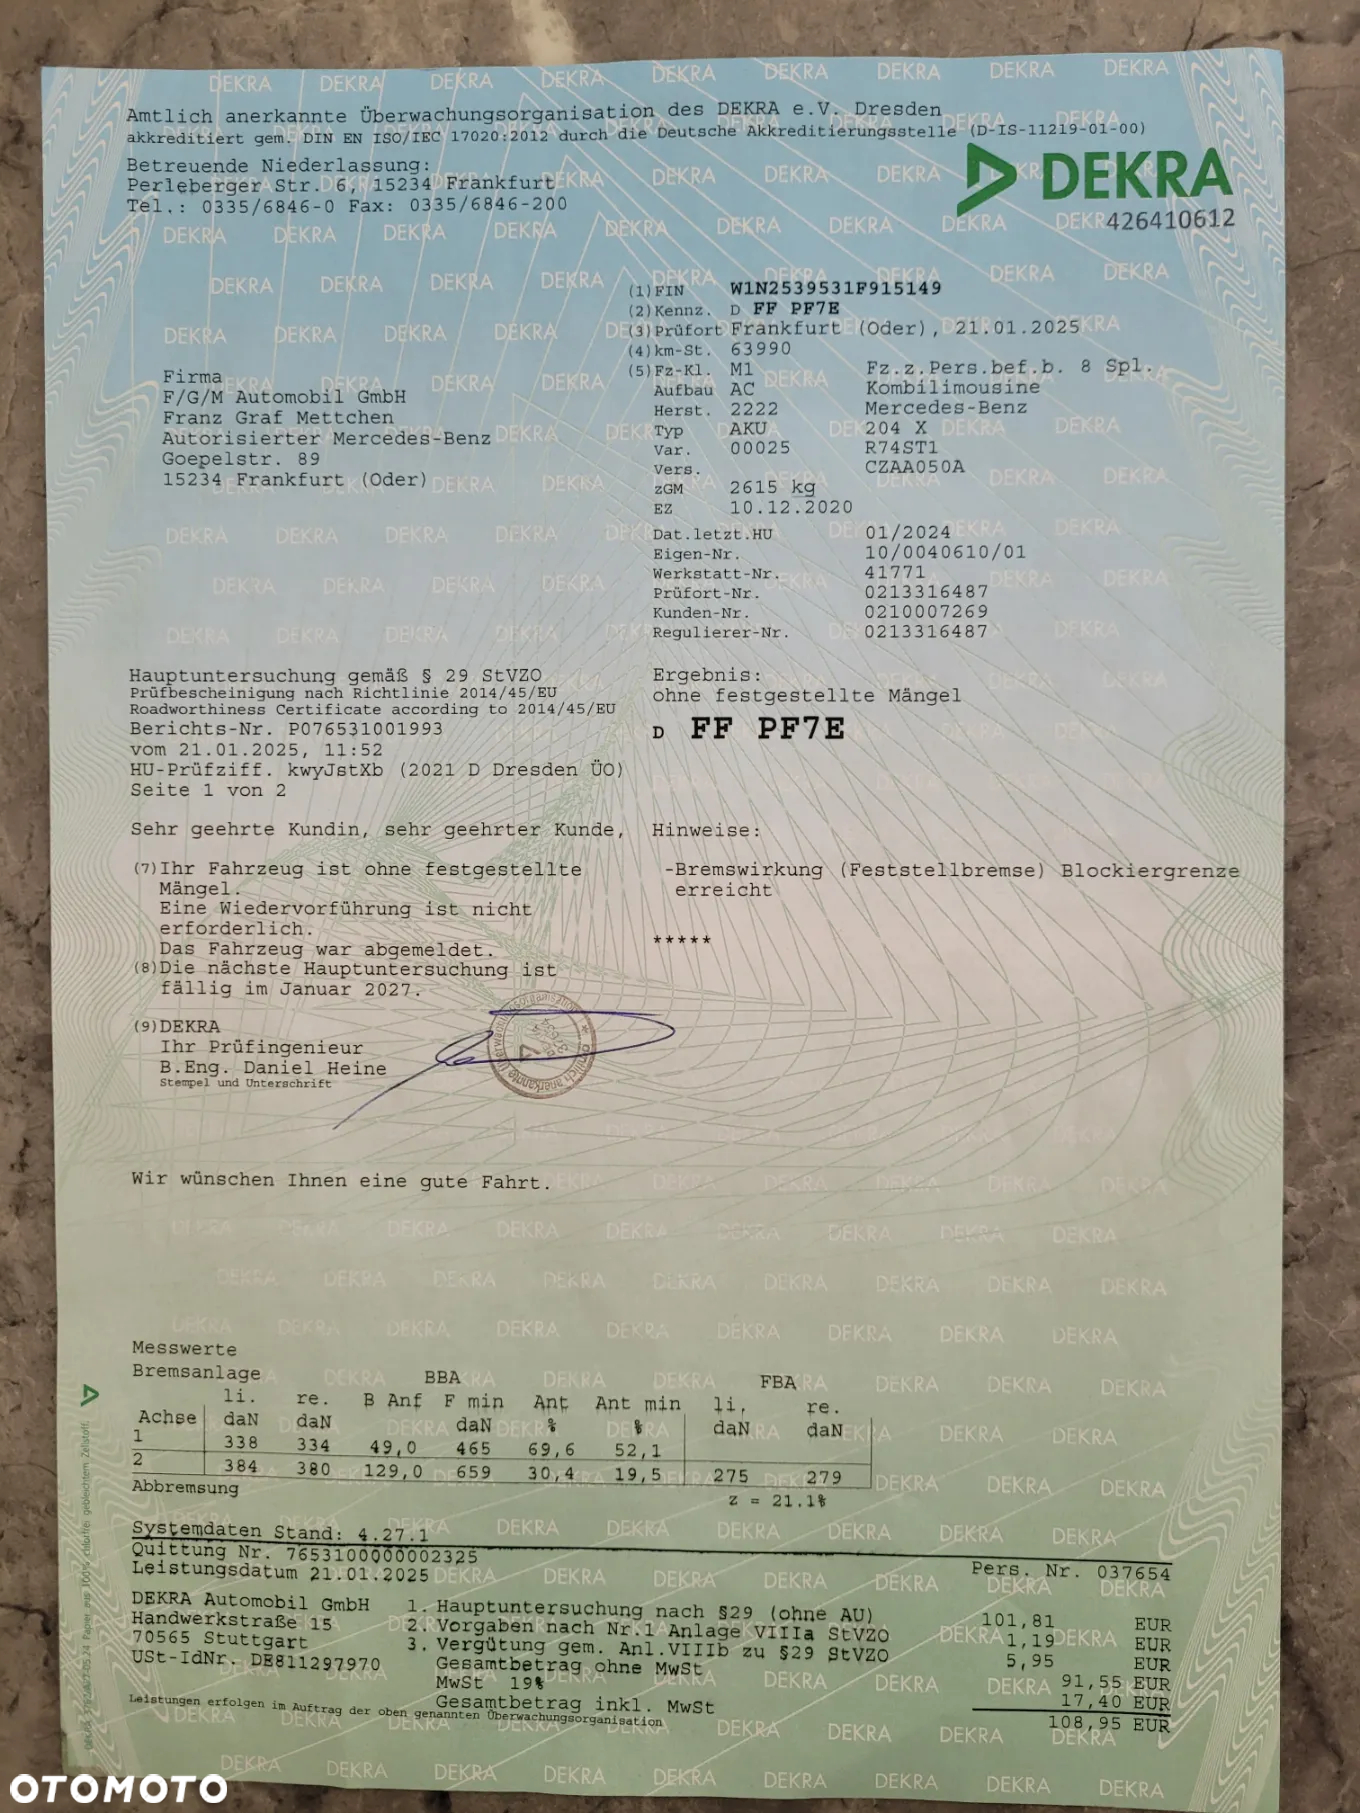 Amtlich anerkannte Überwachungsorganisation des DEKRA e.V. Dresden
akkreditiert gem. DIN EN ISO/IEC 17020:2012 durch die Deutsche Akkreditierungsstelle (D-IS-11219-01-00)
Betreuende Niederlassung:
Perleberger Str. 6, 15234 Frankfurt
Tel.: 0335/6846-0 Fax: 0335/6846-200
DEKRA
426410612
(1) FIN W1N2539531F915149
(2) Kennz. D FF PF7E
(3) Prüfort Frankfurt (Oder), 21.01.2025
(4) km-St. 63990
(5) Fz-Kl. M1 Fz.z.Pers.bef.b. 8 Spl.
Aufbau AC Kombilimousine
Herst. 2222 Mercedes-Benz
Typ AKU 204 X
Var. 00025 R74ST1
Vers. CZAA050A
zGM 2615 kg
EZ 10.12.2020
Dat.letzt.HU 01/2024
Eigen-Nr. 10/0040610/01
Werkstatt-Nr. 41771
Prüfort-Nr. 0213316487
Kunden-Nr. 0210007269
Regulierer-Nr. 0213316487
Firma
F/G/M Automobil GmbH
Franz Graf Mettchen
Autorisierter Mercedes-Benz
Goepelstr. 89
15234 Frankfurt (Oder)
Hauptuntersuchung gemäß § 29 StVZO
Prüfbescheinigung nach Richtlinie 2014/45/EU
Roadworthiness Certificate according to 2014/45/EU
Berichts-Nr. P076531001993
vom 21.01.2025, 11:52
HU-Prüfziff. kwyJstXb (2021 D Dresden ÜO)
Seite 1 von 2
Ergebnis:
ohne festgestellte Mängel
D FF PF7E
Sehr geehrte Kundin, sehr geehrter Kunde,
(7) Ihr Fahrzeug ist ohne festgestellte
Mängel.
Eine Wiedervorführung ist nicht
erforderlich.
Das Fahrzeug war abgemeldet.
(8) Die nächste Hauptuntersuchung ist
fällig im Januar 2027.
(9) DEKRA
Ihr Prüfingenieur
B.Eng. Daniel Heine
Stempel und Unterschrift
Hinweise:
-Bremswirkung (Feststellbremse) Blockiergrenze
erreicht
*****
Wir wünschen Ihnen eine gute Fahrt.
Messwerte
Bremsanlage BBA FBA
li. re. B Anf F min Ant Ant min li. re.
Achse daN daN daN % % daN daN
1 338 334 49,0 465 69,6 52,1
2 384 380 129,0 659 30,4 19,5 275 279
Abbremsung z = 21.1%
Systemdaten Stand: 4.27.1
Quittung Nr. 7653100000002325 Pers. Nr. 037654
Leistungsdatum 21.01.2025
DEKRA Automobil GmbH 1. Hauptuntersuchung nach §29 (ohne AU) 101,81 EUR
Handwerkstraße 15 2. Vorgaben nach Nr.1 Anlage VIIIa StVZO 1,19 EUR
70565 Stuttgart 3. Vergütung gem. Anl.VIIIb zu §29 StVZO 5,95 EUR
USt-IdNr. DE811297970 Gesamtbetrag ohne MwSt 91,55 EUR
MwSt 19% 17,40 EUR
Gesamtbetrag inkl. MwSt 108,95 EUR
Leistungen erfolgen im Auftrag der oben genannten Überwachungsorganisation
OTOMOTO